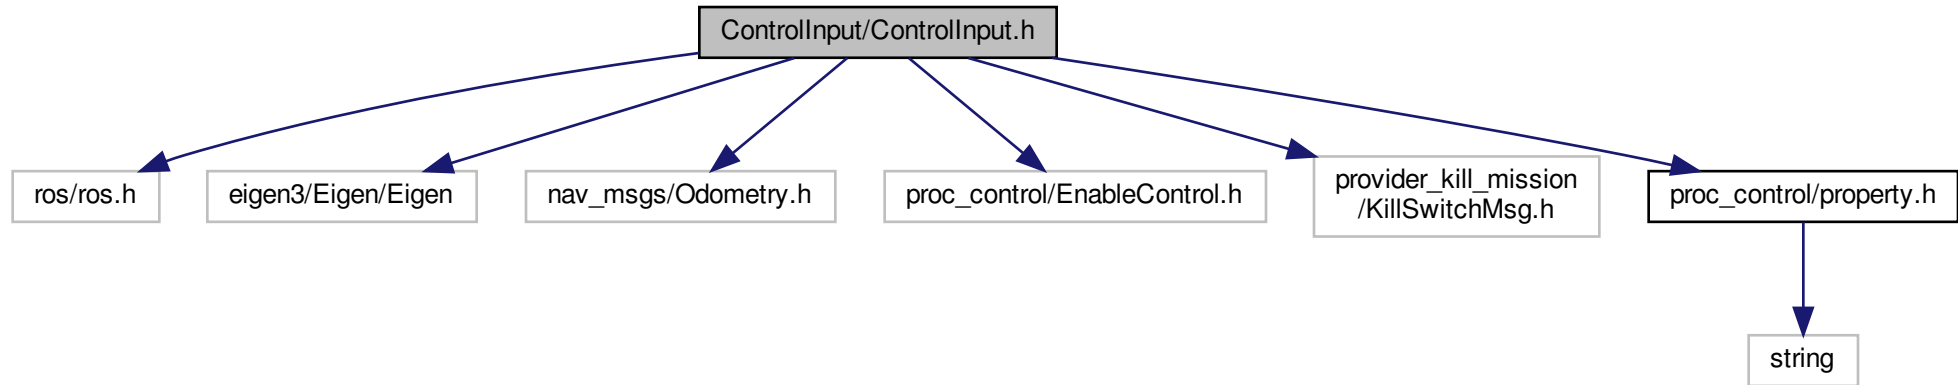 ControlInput/ControlInput.h
ros/ros.h
eigen3/Eigen/Eigen
nav_msgs/Odometry.h
proc_control/EnableControl.h
provider_kill_mission
/KillSwitchMsg.h
proc_control/property.h
string